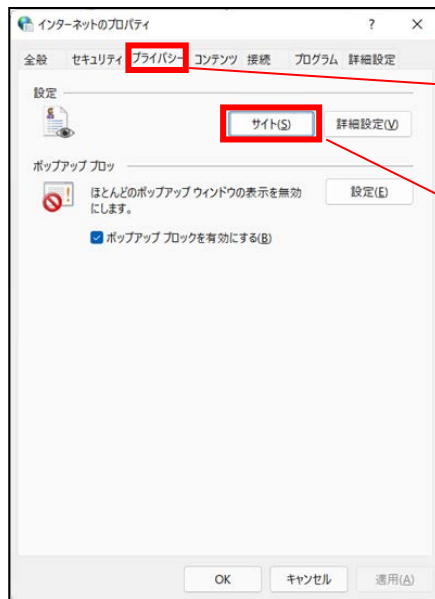 インターネットのプロパティ
? ×
全般 セキュリティ プライバシー コンテンツ 接続 プログラム 詳細設定
設定
サイト(S) 詳細設定(V)
ポップアップ ブロッ
ほとんどのポップアップ ウィンドウの表示を無効
にします。
設定(E)
ポップアップ ブロックを有効にする(B)
OK キャンセル 適用(A)